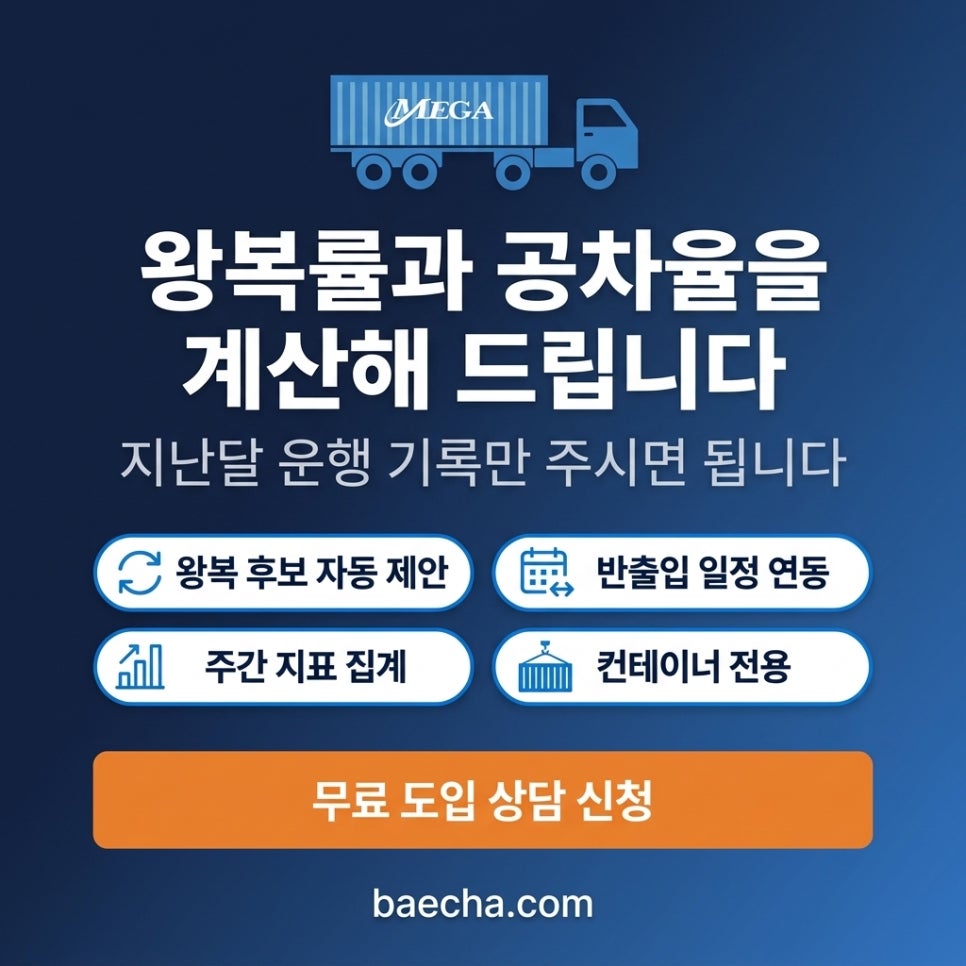 MEGA
왕복률과 공차율을
계산해 드립니다
지난달 운행 기록만 주시면 됩니다
왕복 후보 자동 제안
반출입 일정 연동
주간 지표 집계
컨테이너 전용
무료 도입 상담 신청
baecha.com